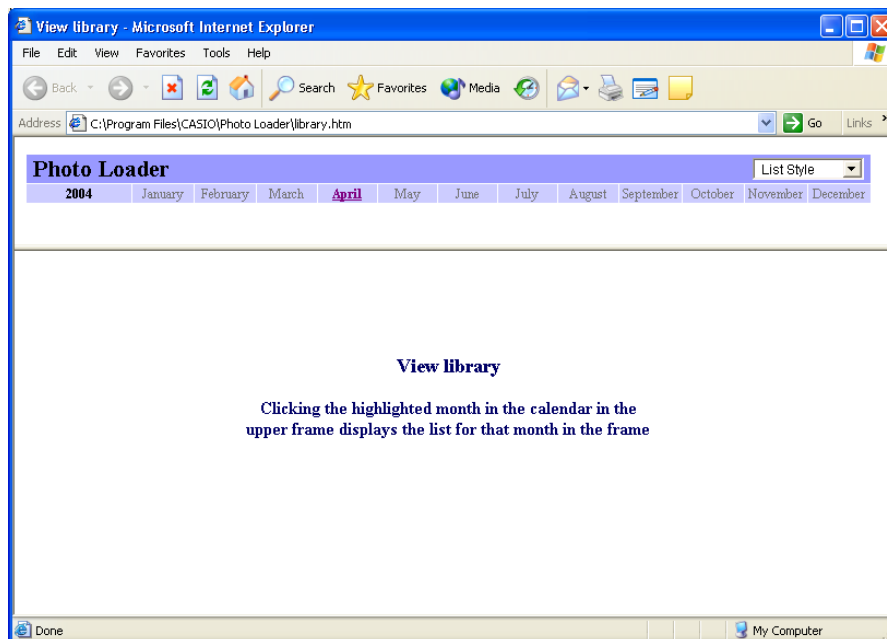 View library - Microsoft Internet Explorer
File Edit View Favorites Tools Help
Back Search Favorites Media
Address C:\Program Files\CASIO\Photo Loader\library.htm Go Links
Photo Loader List Style
2004 January February March April May June July August September October November December
View library
Clicking the highlighted month in the calendar in the
upper frame displays the list for that month in the frame
Done My Computer